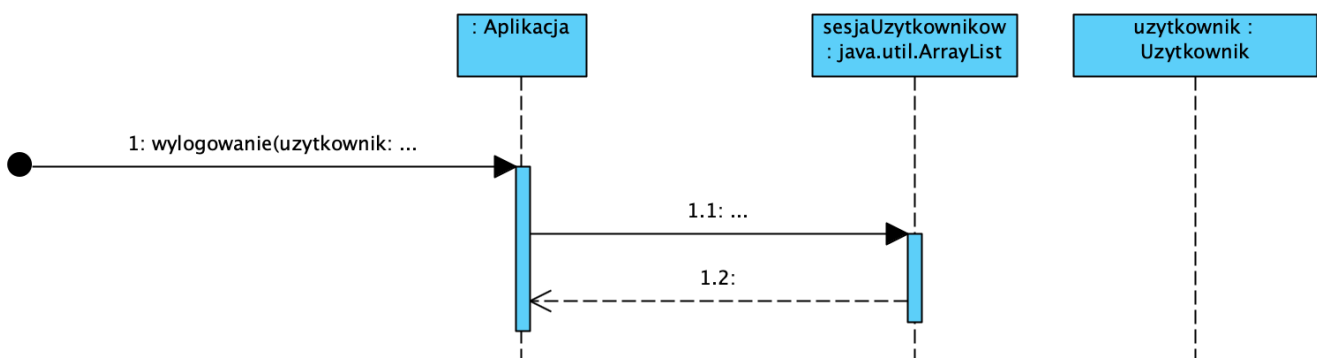 : Aplikacja
sesjaUzytkownikow
: java.util.ArrayList
uzytkownik :
Uzytkownik
1: wylogowanie(uzytkownik: ...
1.1: ...
1.2: